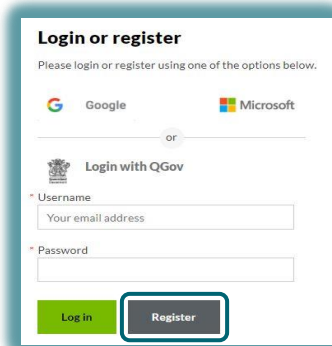 Login or register
Please login or register using one of the options below.
Google
Microsoft
or
Login with QGov
* Username
Your email address
* Password
Log in
Register